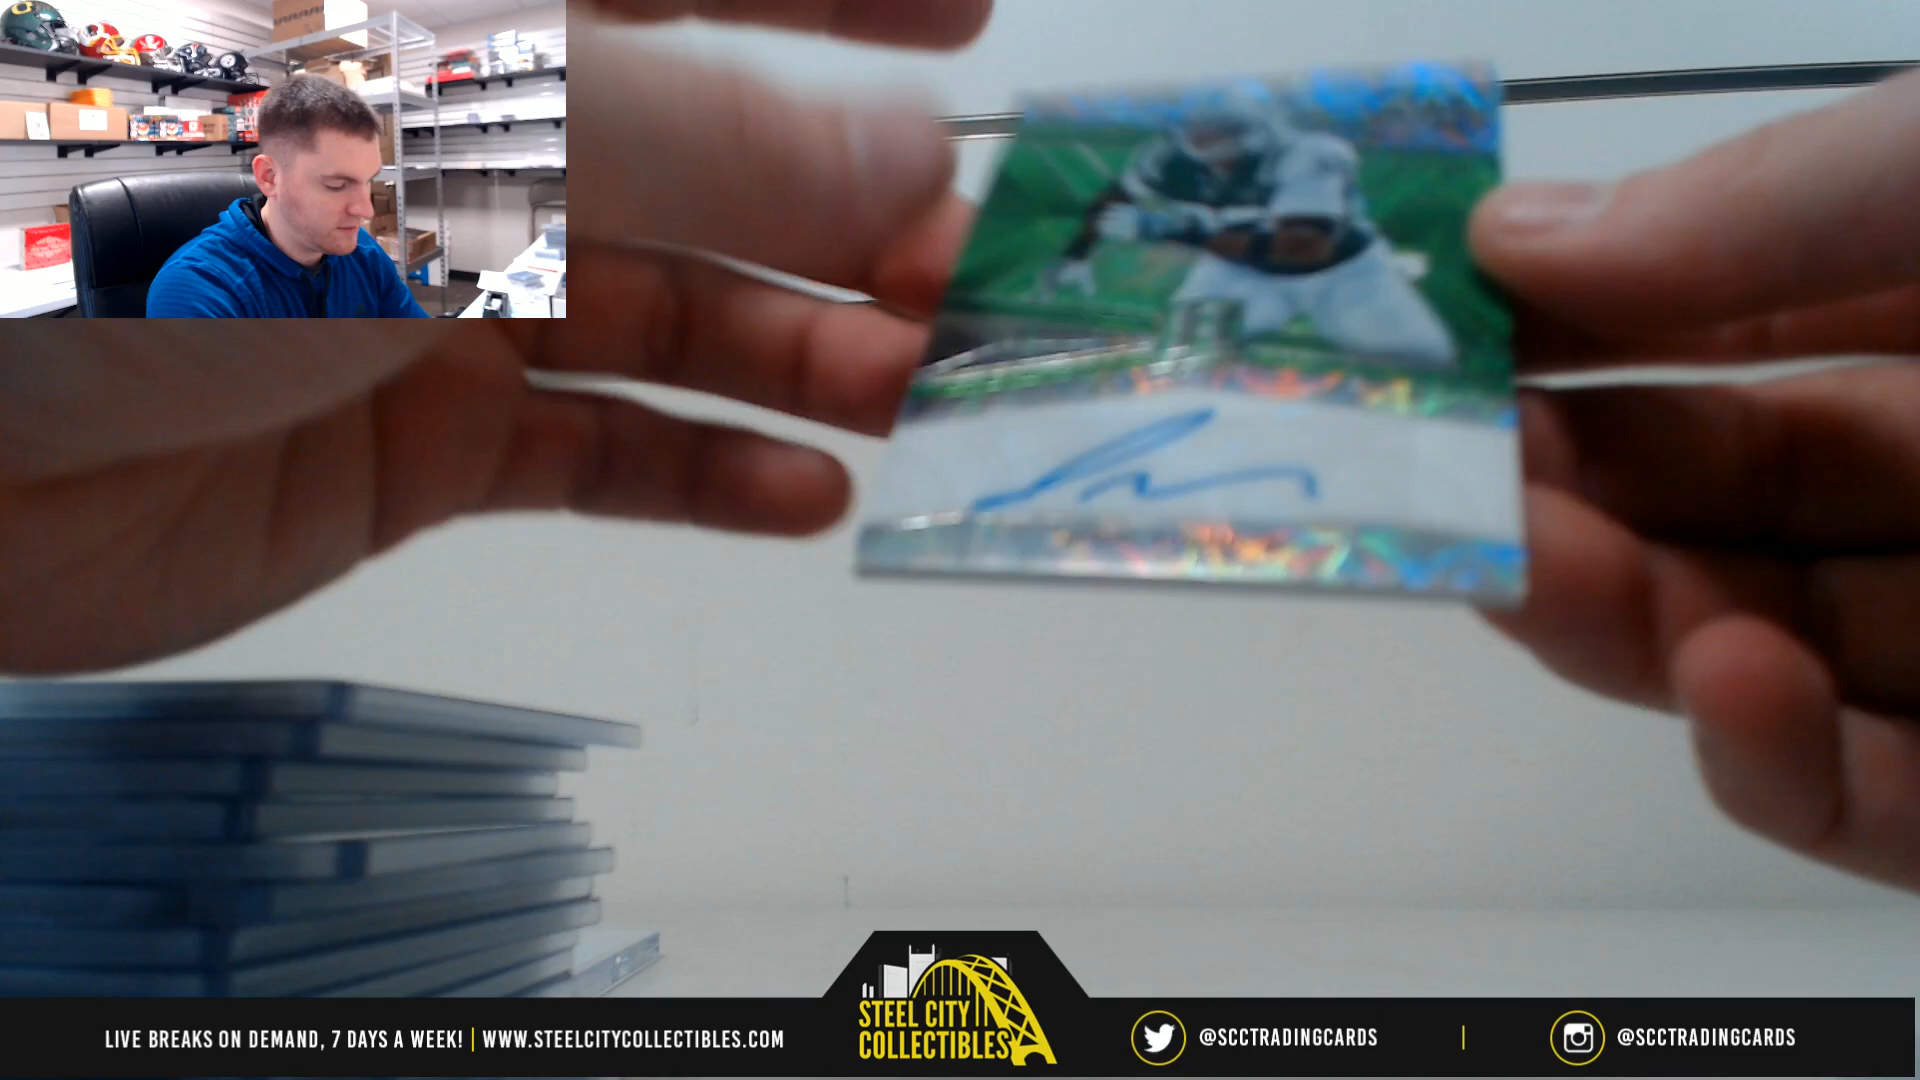 LIVE BREAKS ON DEMAND, 7 DAYS A WEEK! | WWW.STEELCITYCOLLECTIBLES.COM
STEEL CITY
COLLECTIBLES
@SCCTRADINGCARDS
@SCCTRADINGCARDS